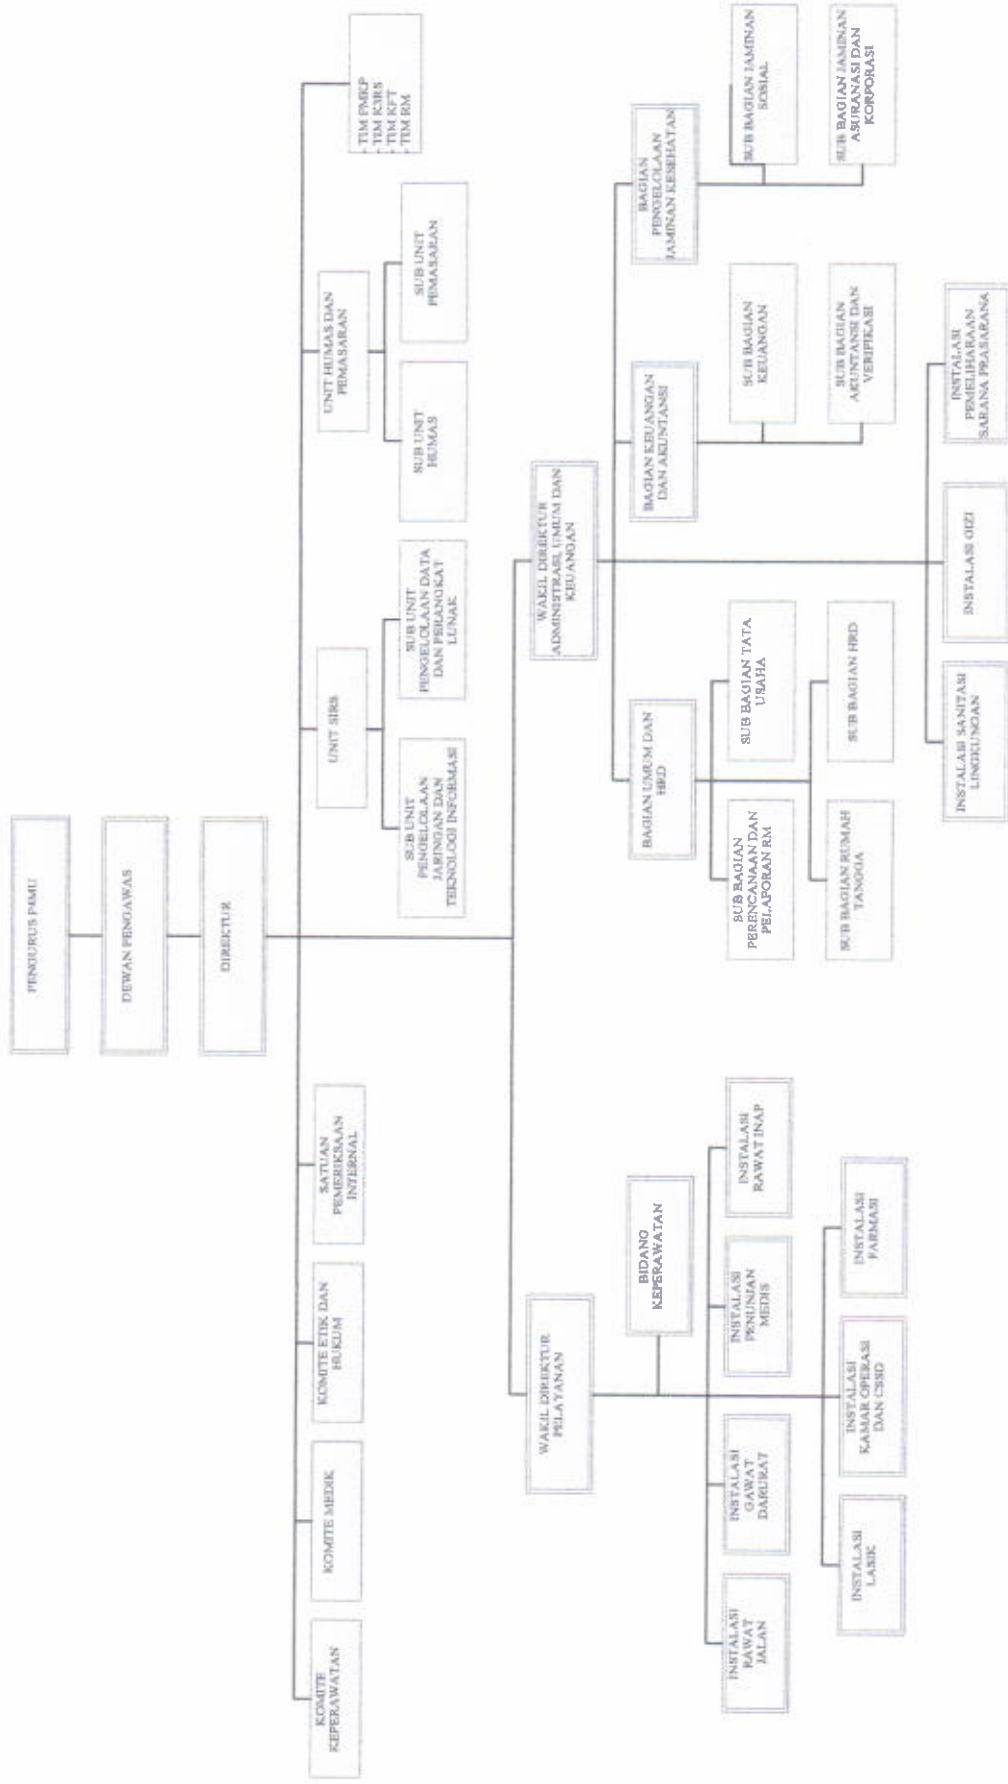 PENGURUS P4MU
DEWAN PENGAWAS
DIREKTUR
KOMITE
KEPERAWATAN
KOMITE MEDIK
KOMITE ETIK DAN
HUKUM
SATUAN
PEMERIKSAAN
INTERNAL
UNIT SIRS
UNIT HUMAS DAN
PEMASARAN
TIM PMKP
TIM K3RS
TIM KFT
TIM RM
SUB UNIT
PENGELOLAAN
JARINGAN DAN
TEKNOLOGI INFORMASI
SUB UNIT
PENGELOLAAN DATA
DAN PERANGKAT
LUNAK
SUB UNIT
HUMAS
SUB UNIT
PEMASARAN
WAKIL DIREKTUR
PELAYANAN
WAKIL DIREKTUR
ADMINISTRASI, UMUM DAN
KEUANGAN
BIDANG
KEPERAWATAN
BAGIAN UMUM DAN
HRD
BAGIAN KEUANGAN
DAN AKUNTANSI
BAGIAN
PENGELOLAAN
JAMINAN KESEHATAN
INSTALASI
RAWAT
JALAN
INSTALASI
GAWAT
DARURAT
INSTALASI
PENUNJAN
MEDIS
INSTALASI
RAWAT INAP
SUB BAGIAN
PERENCANAAN DAN
PELAPORAN RM
SUB BAGIAN TATA
USAHA
SUB BAGIAN
KEUANGAN
SUB BAGIAN JAMINAN
SOSIAL
INSTALASI
LASIK
INSTALASI
KAMAR OPERASI
DAN CSSD
INSTALASI
FARMASI
SUB BAGIAN RUMAH
TANGGA
SUB BAGIAN HRD
SUB BAGIAN
AKUNTANSI DAN
VERIFIKASI
SUB BAGIAN JAMINAN
ASURANASI DAN
KORPORASI
INSTALASI SANITASI
LINGKUNGAN
INSTALASI GIZI
INSTALASI
PEMELIHARAAN
SARANA PRASARANA